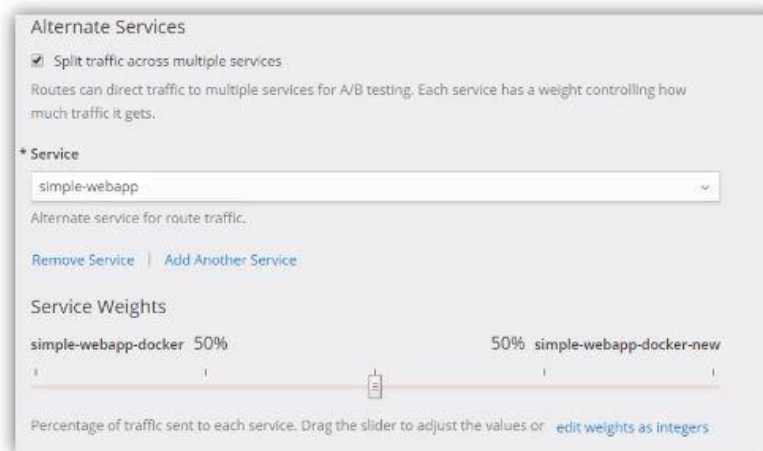 Alternate Services
Split traffic across multiple services
Routes can direct traffic to multiple services for A/B testing. Each service has a weight controlling how
much traffic it gets.
* Service
simple-webapp
Alternate service for route traffic.
Remove Service | Add Another Service
Service Weights
simple-webapp-docker 50% 50% simple-webapp-docker-new
Percentage of traffic sent to each service. Drag the slider to adjust the values or edit weights as integers